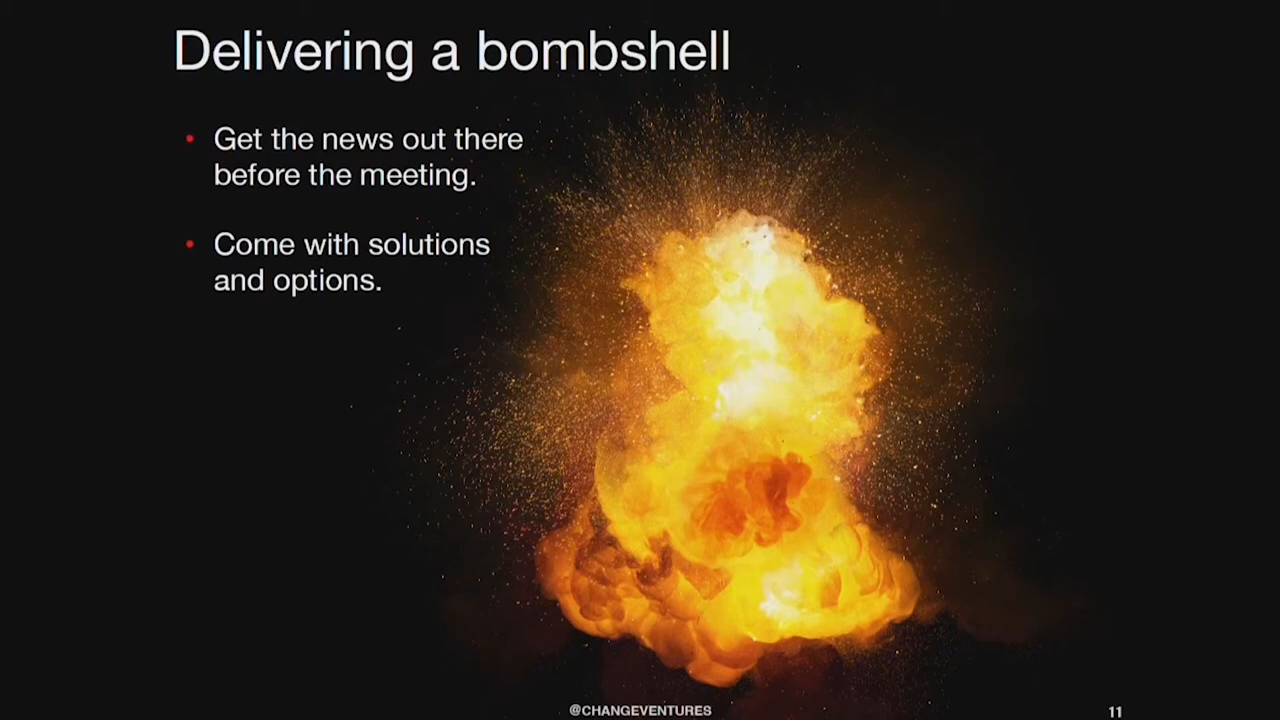 Delivering a bombshell
• Get the news out there
before the meeting.
• Come with solutions
and options.
@CHANGEVENTURES
11